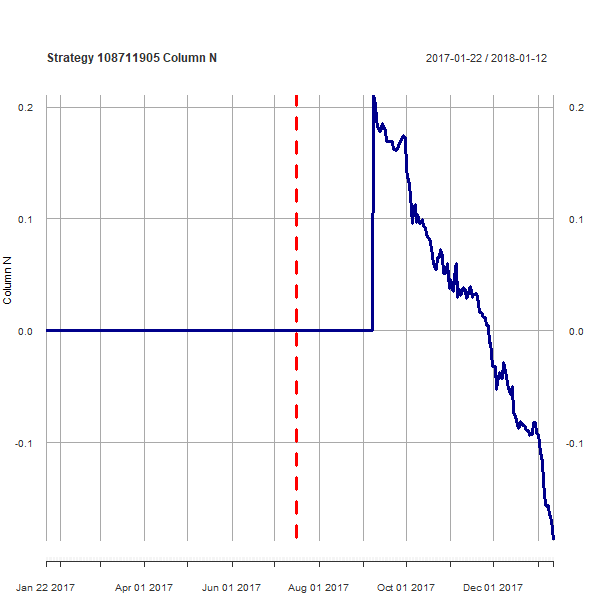 Strategy 108711905 Column N
2017-01-22 / 2018-01-12
0.2
0.2
0.1
0.1
Column N
0.0
0.0
-0.1
-0.1
Jan 22 2017
Apr 01 2017
Jun 01 2017
Aug 01 2017
Oct 01 2017
Dec 01 2017